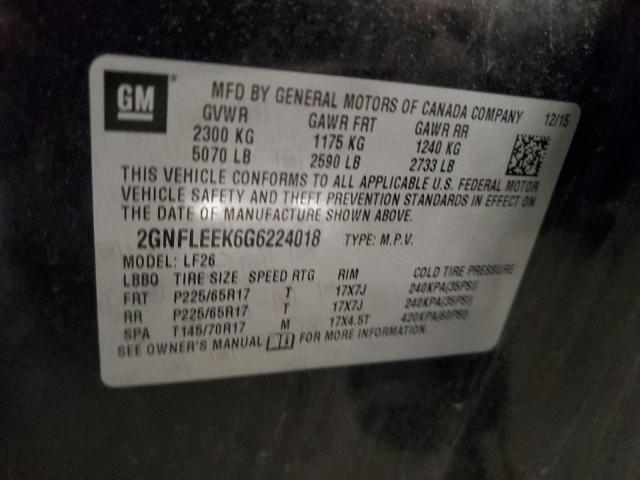 GM ® MFD BY GENERAL MOTORS OF CANADA COMPANY 12/15
GVWR GAWR FRT GAWR RR
2300 KG 1175 KG 1240 KG
5070 LB 2590 LB 2733 LB
THIS VEHICLE CONFORMS TO ALL APPLICABLE U.S. FEDERAL MOTOR
VEHICLE SAFETY AND THEFT PREVENTION STANDARDS IN EFFECT ON
THE DATE OF MANUFACTURE SHOWN ABOVE.
2GNFLEEK6G6224018 TYPE: M.P.V.
MODEL: LF26
LBBQ TIRE SIZE SPEED RTG RIM COLD TIRE PRESSURE
FRT P225/65R17 T 17X7J 240KPA(35PSI)
RR P225/65R17 T 17X7J 240KPA(35PSI)
SPA T145/70R17 M 17X4.5T 420KPA(60PSI)
SEE OWNER'S MANUAL FOR MORE INFORMATION.